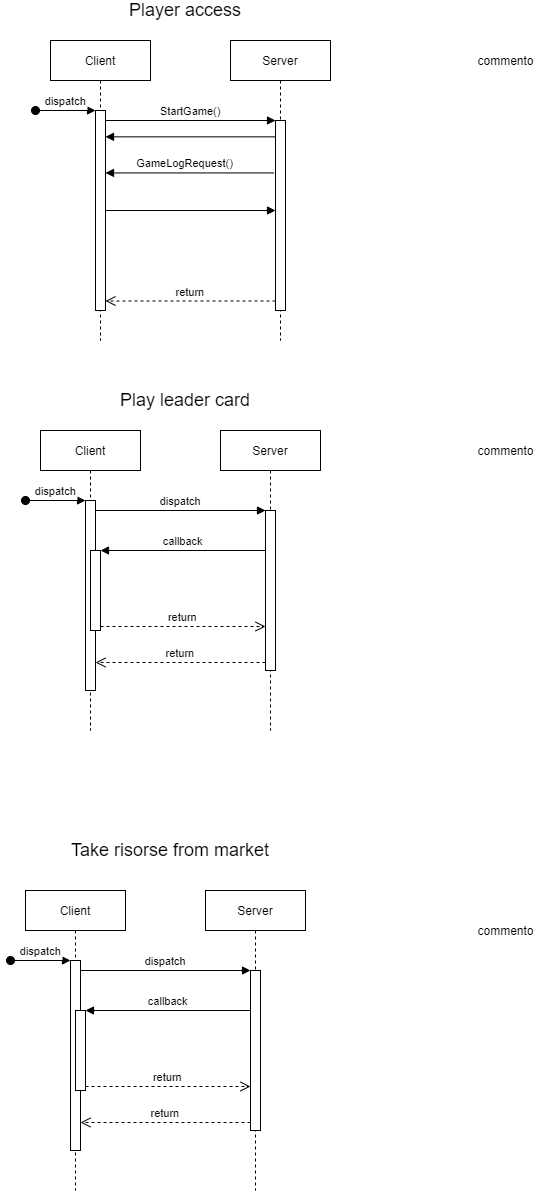 Player access
Client
Server
commento
dispatch
StartGame()
GameLogRequest()
return
Play leader card
Client
Server
commento
dispatch
dispatch
callback
return
return
Take risorse from market
Client
Server
commento
dispatch
dispatch
callback
return
return